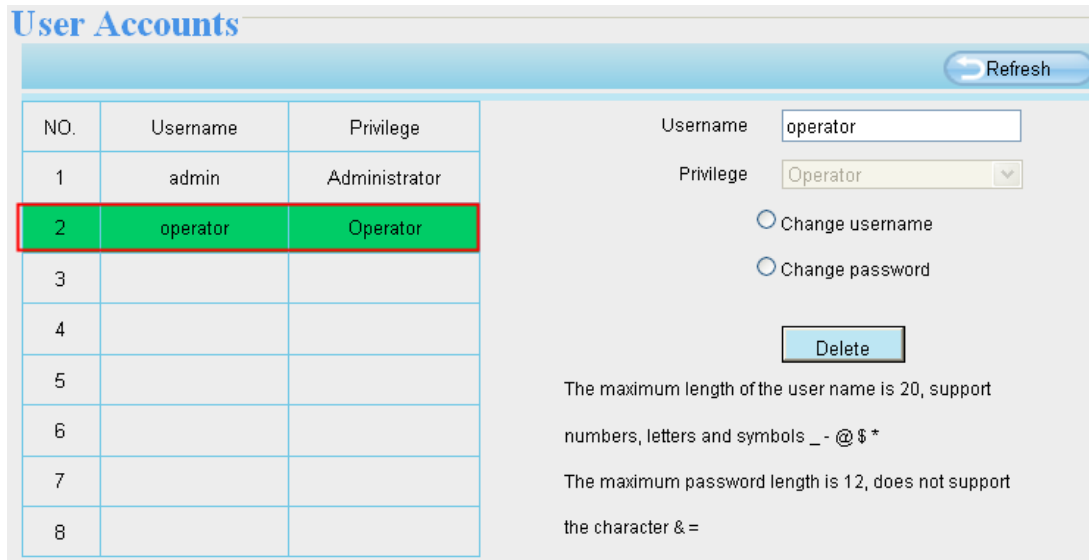 User Accounts
Refresh
NO. Username Privilege
1 admin Administrator
2 operator Operator
3
4
5
6
7
8
Username operator
Privilege Operator
Change username
Change password
Delete
The maximum length of the user name is 20, support
numbers, letters and symbols _ - @ $ *
The maximum password length is 12, does not support
the character & =